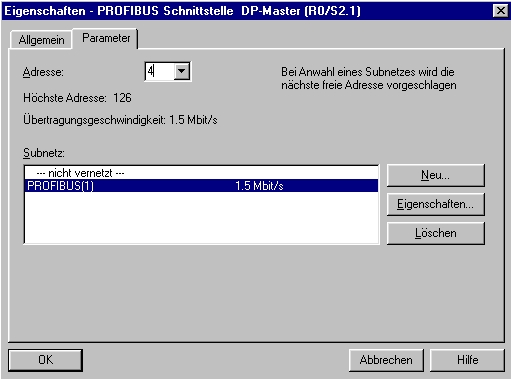 Eigenschaften - PROFIBUS Schnittstelle DP-Master (R0/S2.1)
Allgemein Parameter
Adresse: 4 Bei Anwahl eines Subnetzes wird die
nächste freie Adresse vorgeschlagen
Höchste Adresse: 126
Übertragungsgeschwindigkeit: 1.5 Mbit/s
Subnetz:
--- nicht vernetzt ---
PROFIBUS(1) 1.5 Mbit/s
Neu...
Eigenschaften...
Löschen
OK Abbrechen Hilfe